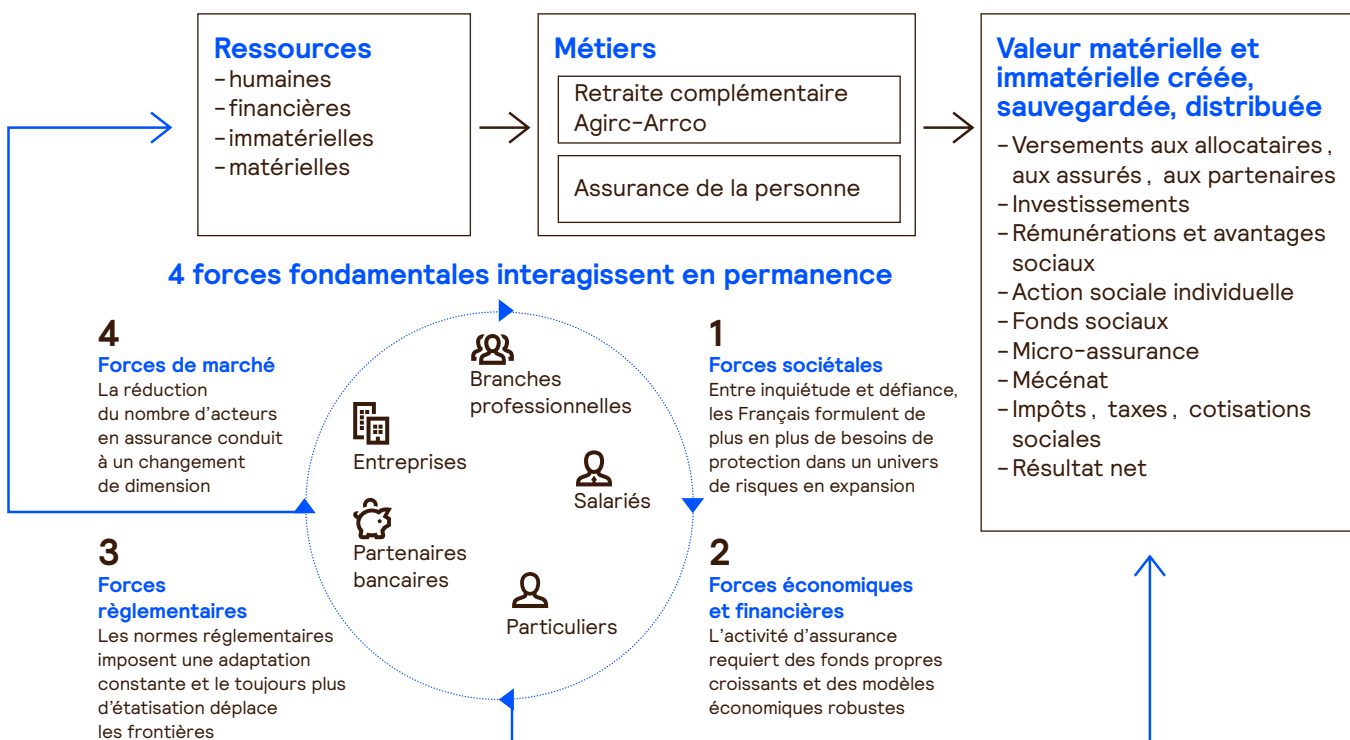 Ressources
-humaines
-financières
-immatérielles
-matérielles
Métiers
Retraite complémentaire
Agirc-Arrco
Assurance de la personne
Valeur matérielle et
immatérielle créée,
sauvegardée, distribuée
-Versements aux allocataires ,
aux assurés , aux partenaires
-Investissements
-Rémunérations et avantages
sociaux
-Action sociale individuelle
-Fonds sociaux
-Micro-assurance
-Mécénat
-Impôts , taxes , cotisations
sociales
-Résultat net
4 forces fondamentales interagissent en permanence
4
Forces de marché
La réduction
du nombre d'acteurs
en assurance conduit
à un changement
de dimension
Branches
professionnelles
Entreprises
Salariés
Partenaires
bancaires
Particuliers
1
Forces sociétales
Entre inquiétude et défiance,
les Français formulent de
plus en plus de besoins de
protection dans un univers
de risques en expansion
3
Forces
règlementaires
Les normes réglementaires
imposent une adaptation
constante et le toujours plus
d'étatisation déplace
les frontières
2
Forces économiques
et financières
L'activité d'assurance
requiert des fonds propres
croissants et des modèles
économiques robustes